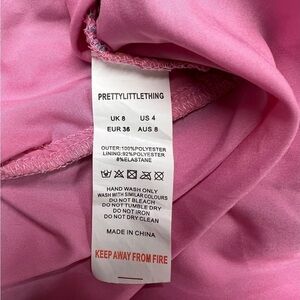 PRETTYLITTLETHING
UK 8 US 4
EUR 36 AUS 8
OUTER:100%POLYESTER
LINING:92%POLYESTER
8%ELASTANE
HAND WASH ONLY
WASH WITH SIMILAR COLOURS
DO NOT BLEACH
DO NOT TUMBLE DRY
DO NOT IRON
DO NOT DRY CLEAN
MADE IN CHINA
KEEP AWAY FROM FIRE